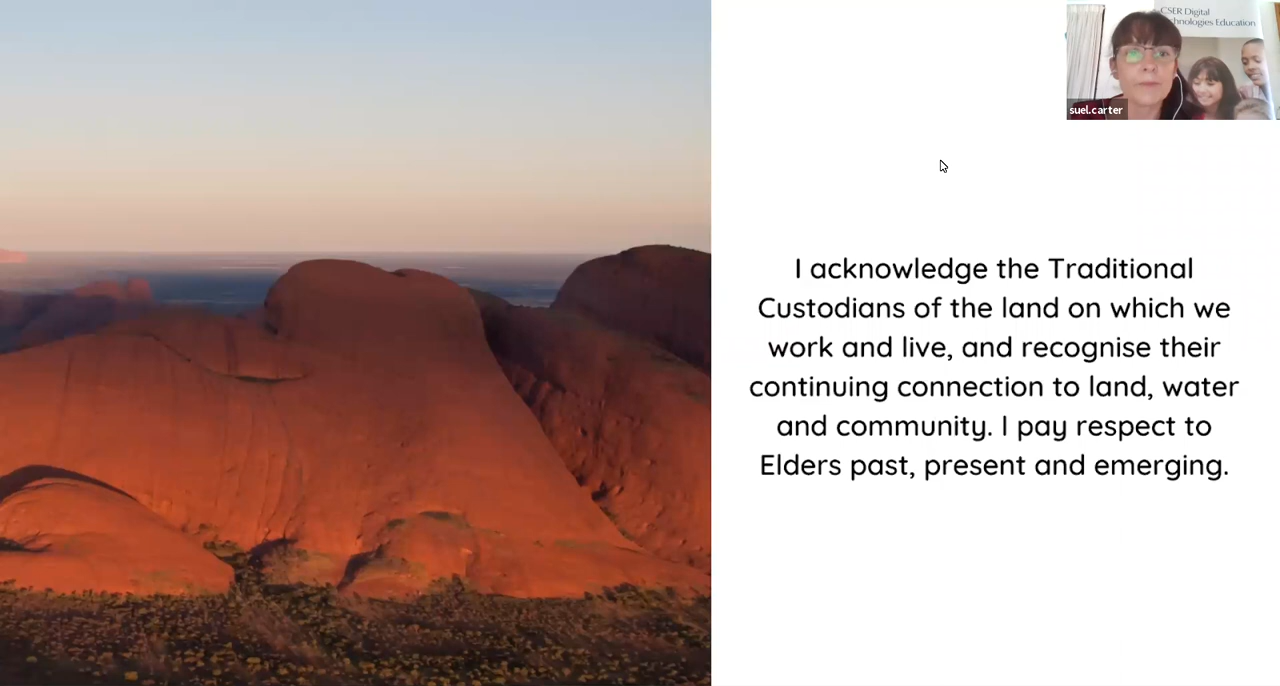 CSER Digital
chnologies Education
suel.carter
I acknowledge the Traditional
Custodians of the land on which we
work and live, and recognise their
continuing connection to land, water
and community. I pay respect to
Elders past, present and emerging.